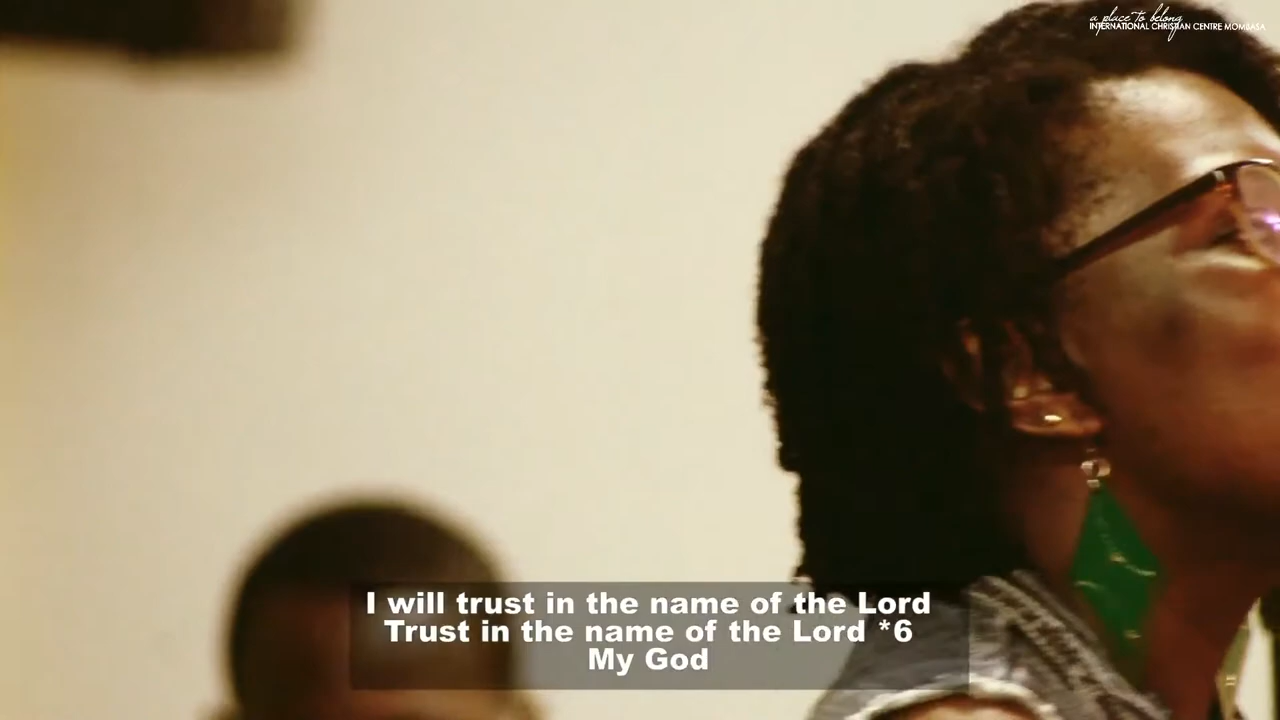 a place to belong
INTERNATIONAL CHRISTIAN CENTRE MOMBASA
I will trust in the name of the Lord
Trust in the name of the Lord *6
My God